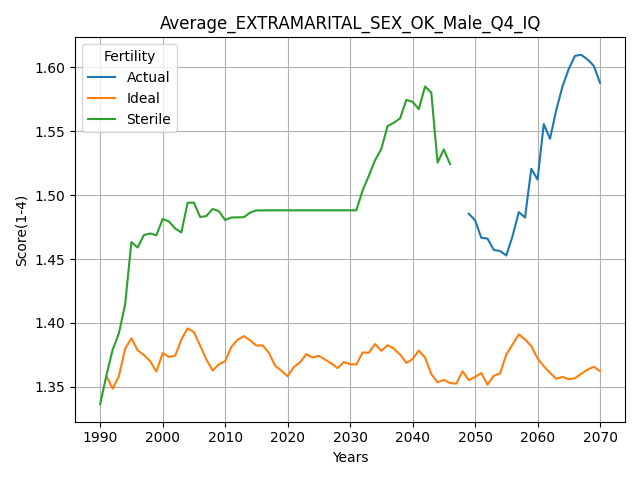 Average_EXTRAMARITAL_SEX_OK_Male_Q4_IQ
Fertility
Actual
Ideal
Sterile
Score(1-4)
1.60
1.55
1.50
1.45
1.40
1.35
1990 2000 2010 2020 2030 2040 2050 2060 2070
Years